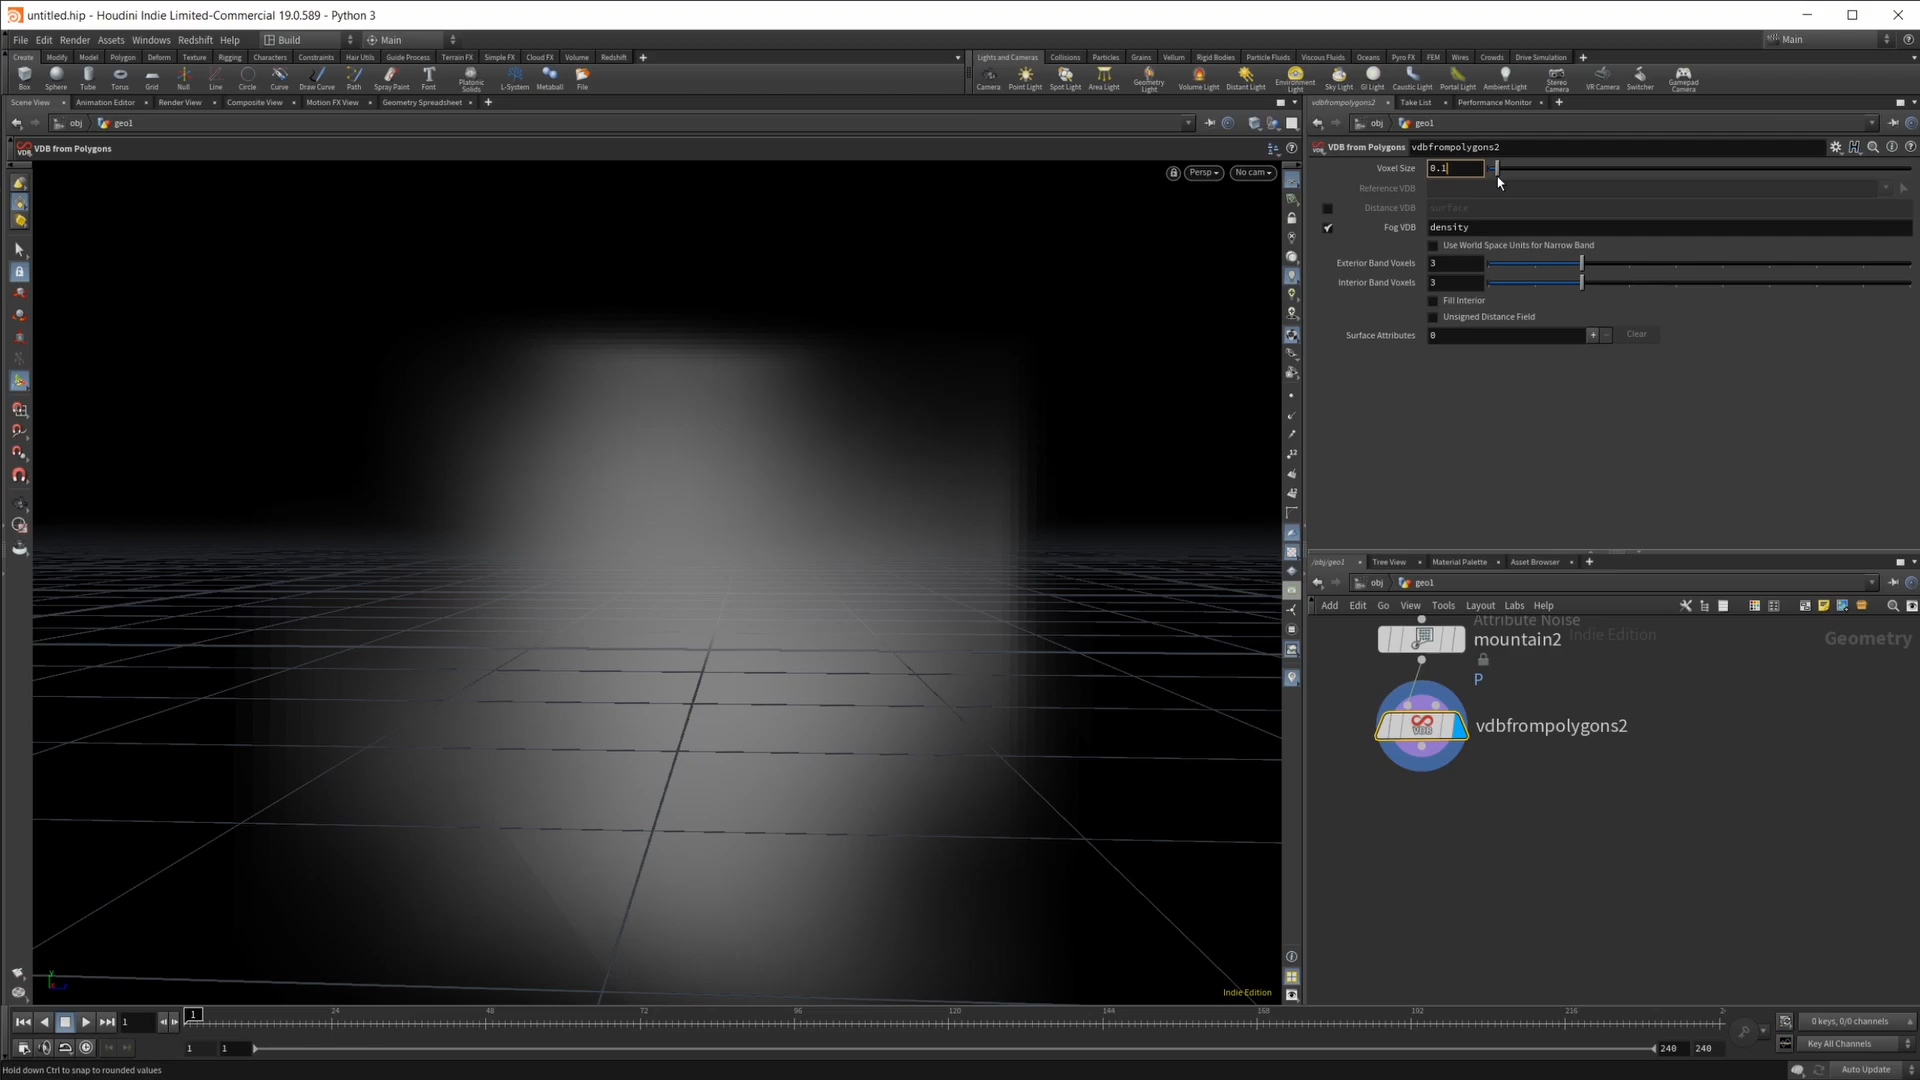 untitled.hip - Houdini Indie Limited-Commercial 19.0.589 - Python 3
File Edit Render Assets Windows Redshift Help Build Main Main
Create Modify Model Polygon Deform Texture Rigging Characters Constraints Hair Utils Guide Process Terrain FX Simple FX Cloud FX Volume Redshift
Lights and Cameras Collisions Particles Grains Vellum Rigid Bodies Particle Fluids Viscous Fluids Oceans Pyro FX FEM Wires Crowds Drive Simulation
Box Sphere Tube Torus Grid Null Line Circle Curve Draw Curve Path Spray Paint Font Platonic Solids L-System Metaball File
Camera Point Light Spot Light Area Light Geometry Light Volume Light Distant Light Environment Light Sky Light GI Light Caustic Light Portal Light Ambient Light Stereo Camera VR Camera Switcher Gamepad Camera
Scene View Animation Editor Render View Composite View Motion FX View Geometry Spreadsheet
vdbfrompolygons2 Take List Performance Monitor
obj geo1
obj geo1
VDB from Polygons
VDB from Polygons vdbfrompolygons2
Persp No cam
Voxel Size 0.1
Reference VDB
Distance VDB surface
Fog VDB density
Use World Space Units for Narrow Band
Exterior Band Voxels 3
Interior Band Voxels 3
Fill Interior
Unsigned Distance Field
Surface Attributes 0 + - Clear
/obj/geo1 Tree View Material Palette Asset Browser
obj geo1
Add Edit Go View Tools Layout Labs Help
Attribute Noise
mountain2
Indie Edition
Geometry
P
VDB
vdbfrompolygons2
Indie Edition
1 1 24 48 72 96 120 144 168 192 216 2
0 keys, 0/0 channels
1 1 240 240
Key All Channels
Hold down Ctrl to snap to rounded values
Auto Update